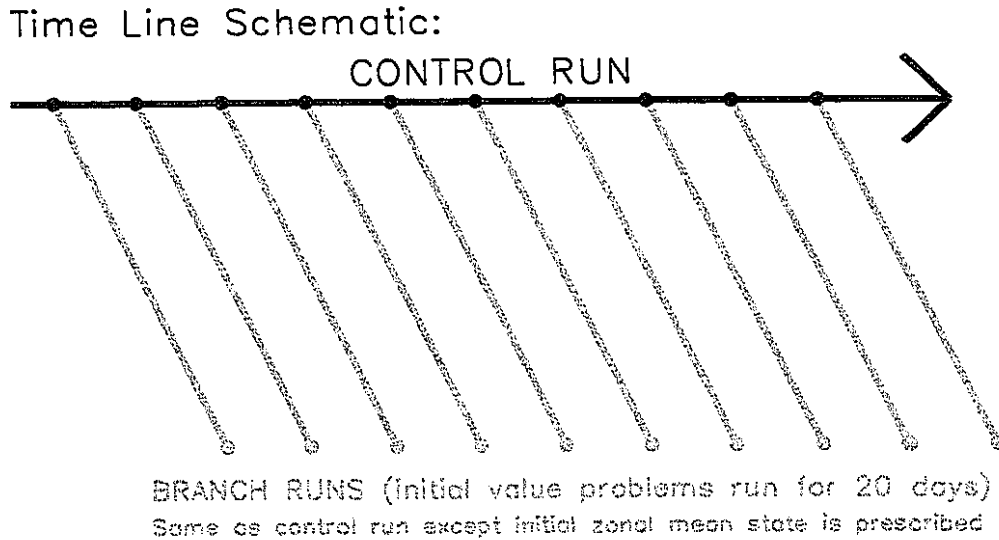 Time Line Schematic:
CONTROL RUN
BRANCH RUNS (initial value problems run for 20 days)
Same as control run except initial zonal mean state is prescribed